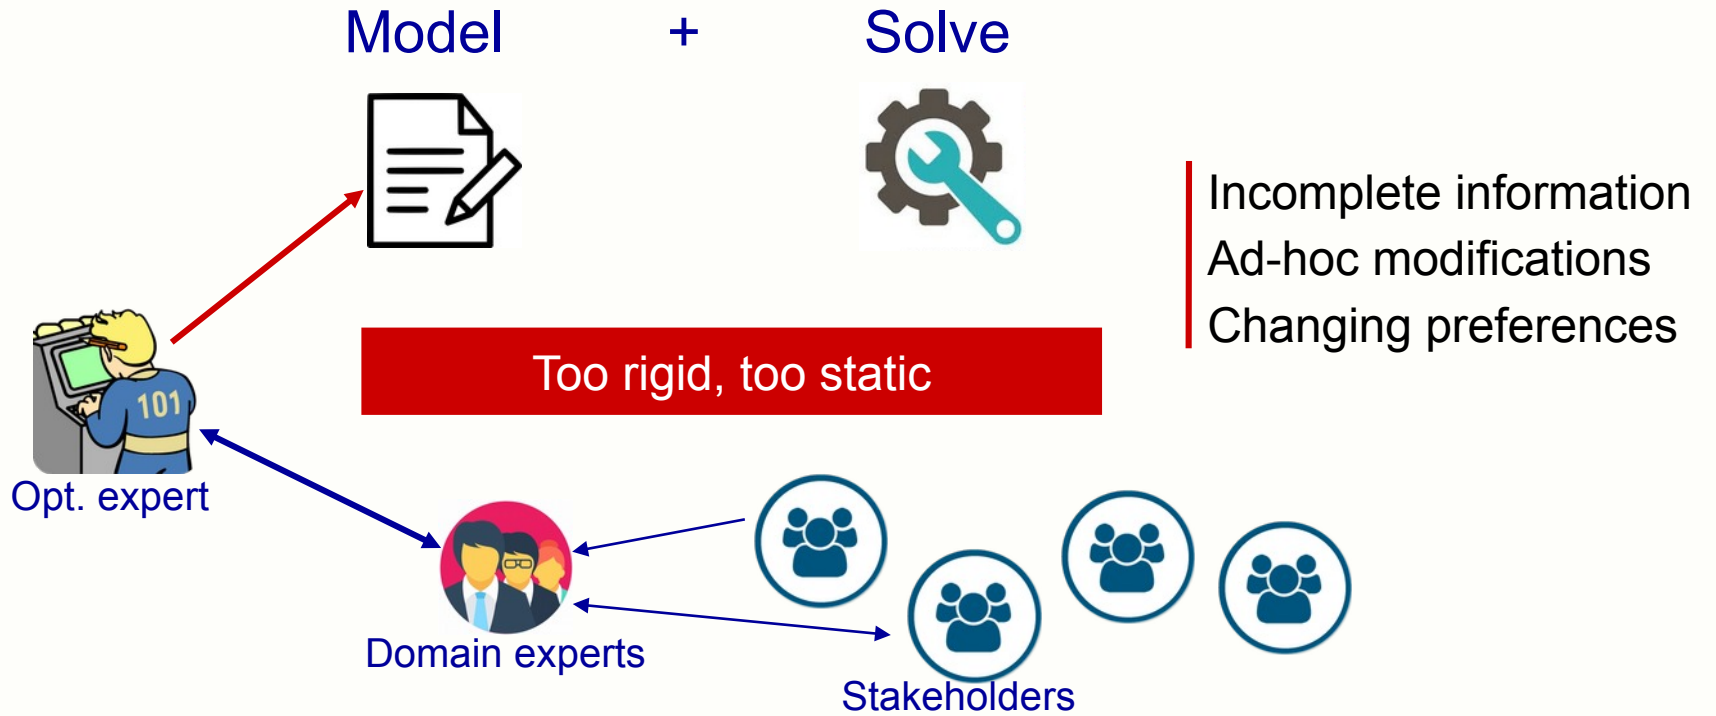 Model + Solve
Incomplete information
Ad-hoc modifications
Changing preferences
Too rigid, too static
101
Opt. expert
Domain experts
Stakeholders